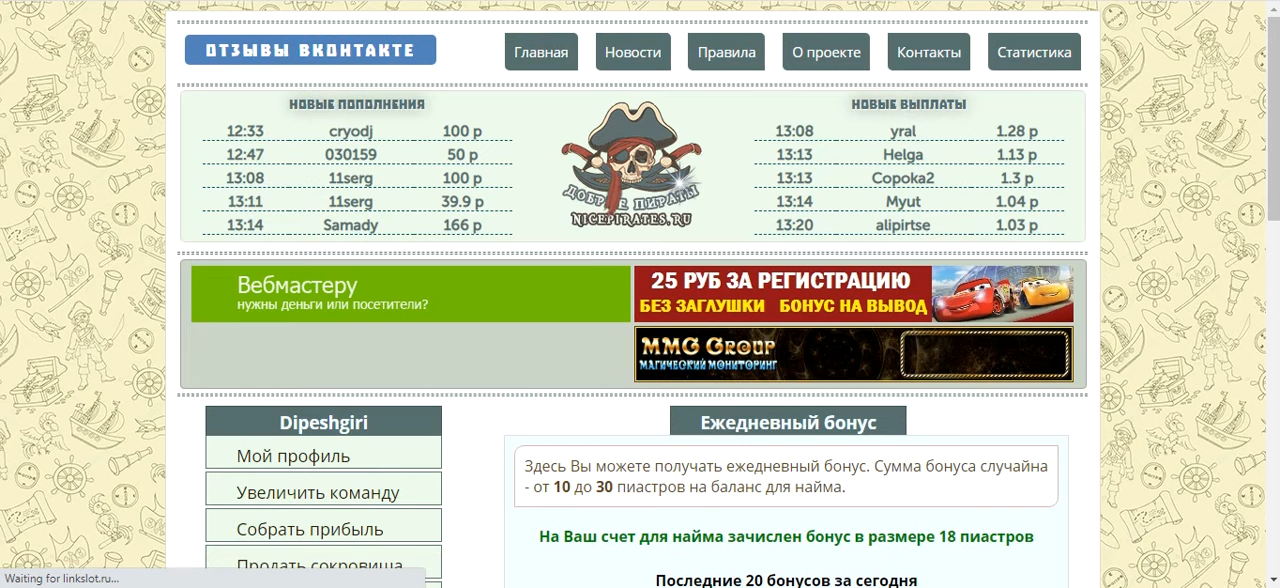 ОТЗЫВЫ ВКОНТАКТЕ
Главная
Новости
Правила
О проекте
Контакты
Статистика
НОВЫЕ ПОПОЛНЕНИЯ
12:33 cryodj 100 р
12:47 030159 50 р
13:08 11serg 100 р
13:11 11serg 39.9 р
13:14 Samady 166 р
ДОБРЫЕ ПИРАТЫ
NICEPIRATES.RU
НОВЫЕ ВЫПЛАТЫ
13:08 yral 1.28 р
13:13 Helga 1.13 р
13:13 Copoka2 1.3 р
13:14 Myut 1.04 р
13:20 alipirtse 1.03 р
Вебмастеру
нужны деньги или посетители?
25 РУБ ЗА РЕГИСТРАЦИЮ
БЕЗ ЗАГЛУШКИ БОНУС НА ВЫВОД
MMG Group
МАГИЧЕСКИЙ МОНИТОРИНГ
Dipeshgiri
Мой профиль
Увеличить команду
Собрать прибыль
Продать сокровища
Ежедневный бонус
Здесь Вы можете получать ежедневный бонус. Сумма бонуса случайна
- от 10 до 30 пиастров на баланс для найма.
На Ваш счет для найма зачислен бонус в размере 18 пиастров
Последние 20 бонусов за сегодня
Waiting for linkslot.ru...